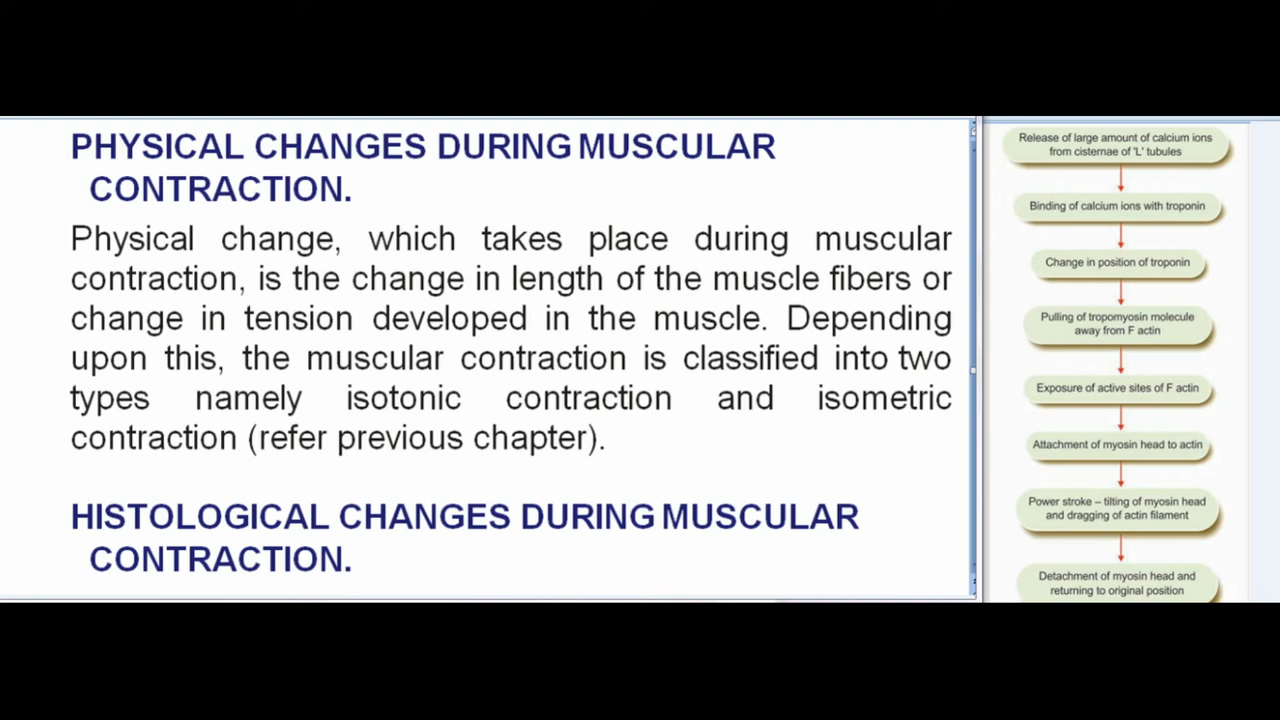 PHYSICAL CHANGES DURING MUSCULAR
CONTRACTION.
Physical change, which takes place during muscular
contraction, is the change in length of the muscle fibers or
change in tension developed in the muscle. Depending
upon this, the muscular contraction is classified into two
types namely isotonic contraction and isometric
contraction (refer previous chapter).
HISTOLOGICAL CHANGES DURING MUSCULAR
CONTRACTION.
Release of large amount of calcium ions
from cisternae of 'L' tubules
Binding of calcium ions with troponin
Change in position of troponin
Pulling of tropomyosin molecule
away from F actin
Exposure of active sites of F actin
Attachment of myosin head to actin
Power stroke – tilting of myosin head
and dragging of actin filament
Detachment of myosin head and
returning to original position